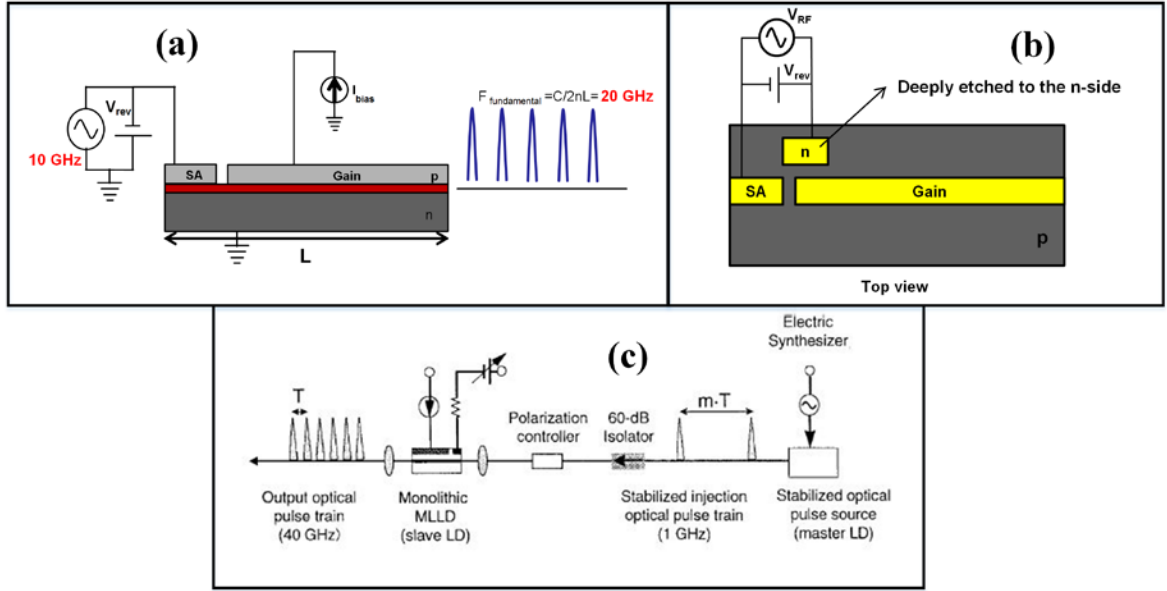 (a)
V_rev
10 GHz
I_bias
F_fundamental =C/2nL= 20 GHz
SA
Gain
p
n
L
V_RF
(b)
V_rev
Deeply etched to the n-side
n
SA
Gain
p
Top view
(c)
Electric
Synthesizer
T
Polarization
controller
60-dB
Isolator
m·T
Output optical
pulse train
(40 GHz)
Monolithic
MLLD
(slave LD)
Stabilized injection
optical pulse train
(1 GHz)
Stabilized optical
pulse source
(master LD)